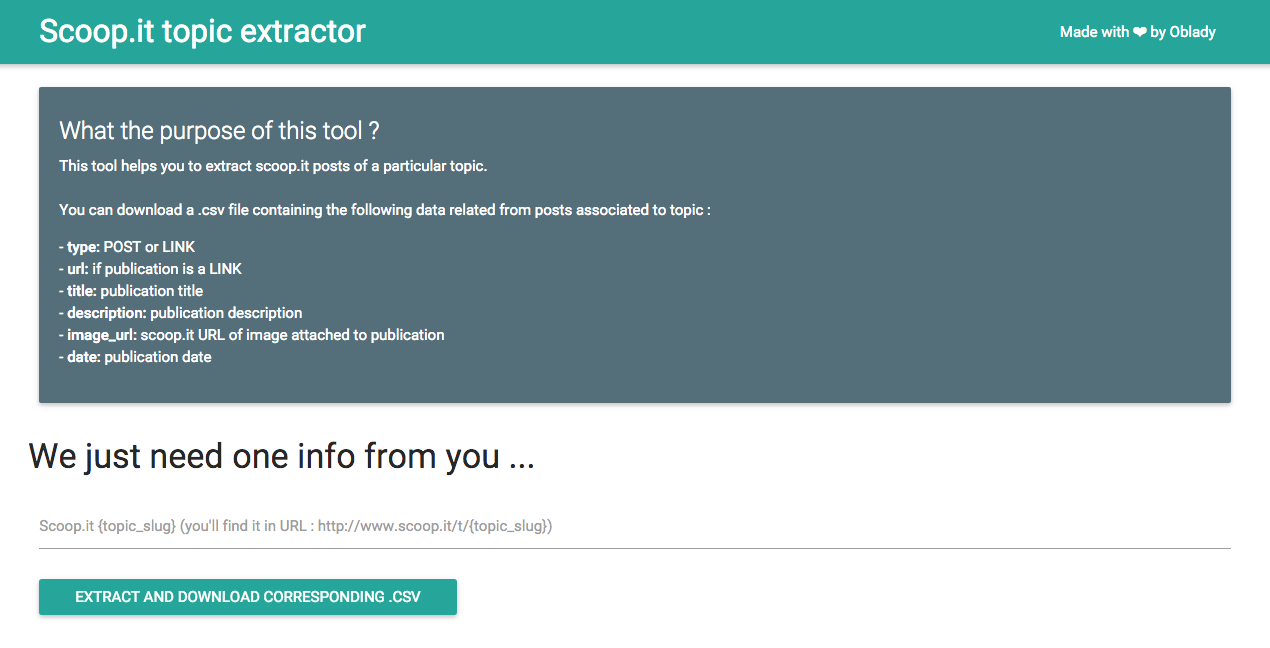 Scoop.it topic extractor
Made with ❤ by Oblady
What the purpose of this tool ?
This tool helps you to extract scoop.it posts of a particular topic.
You can download a .csv file containing the following data related from posts associated to topic :
- type: POST or LINK
- url: if publication is a LINK
- title: publication title
- description: publication description
- image_url: scoop.it URL of image attached to publication
- date: publication date
We just need one info from you ...
Scoop.it {topic_slug} (you'll find it in URL : http://www.scoop.it/t/{topic_slug})
EXTRACT AND DOWNLOAD CORRESPONDING .CSV